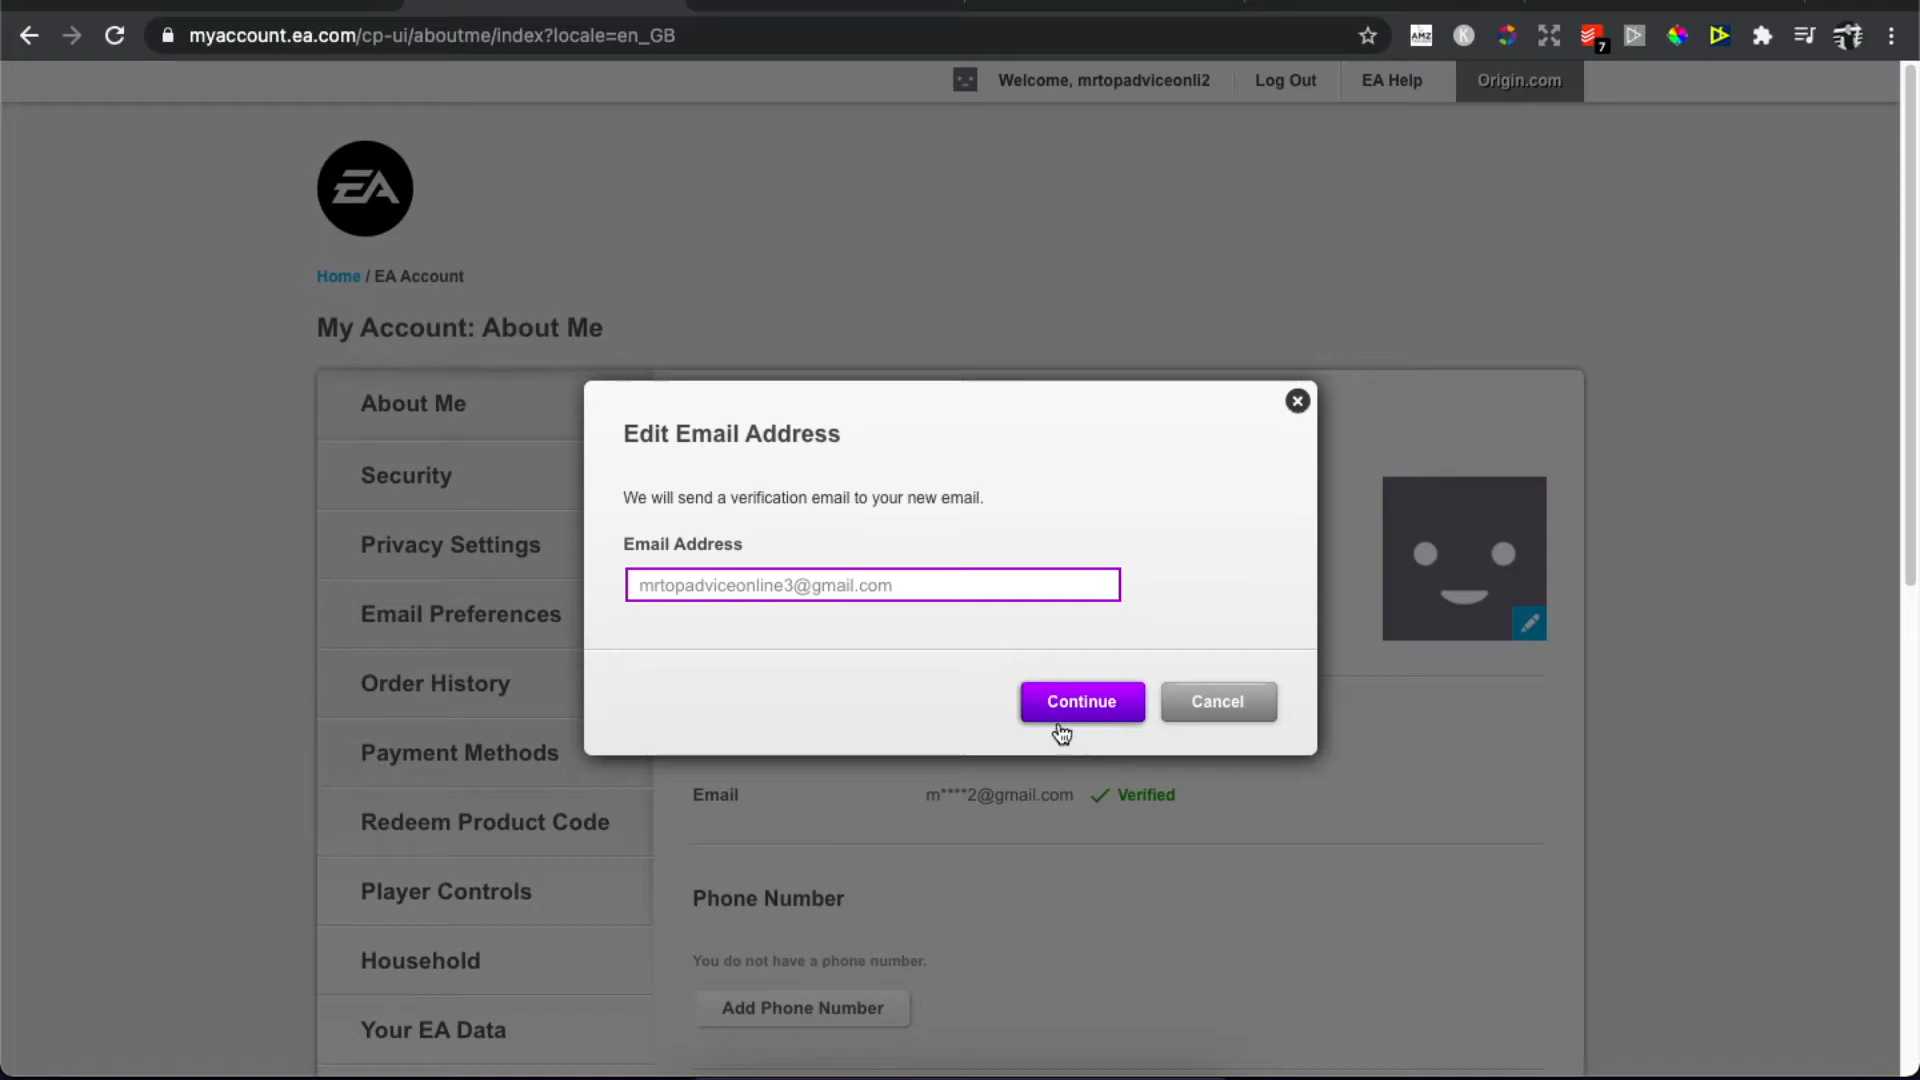 myaccount.ea.com/cp-ui/aboutme/index?locale=en_GB
AMZ
K
7
Welcome, mrtopadviceonli2
Log Out
EA Help
Origin.com
EA
Home / EA Account
My Account: About Me
About Me
Security
Privacy Settings
Email Preferences
Order History
Payment Methods
Redeem Product Code
Player Controls
Household
Your EA Data
Edit Email Address
We will send a verification email to your new email.
Email Address
mrtopadviceonline3@gmail.com
Continue
Cancel
Email
m****2@gmail.com
Verified
Phone Number
You do not have a phone number.
Add Phone Number